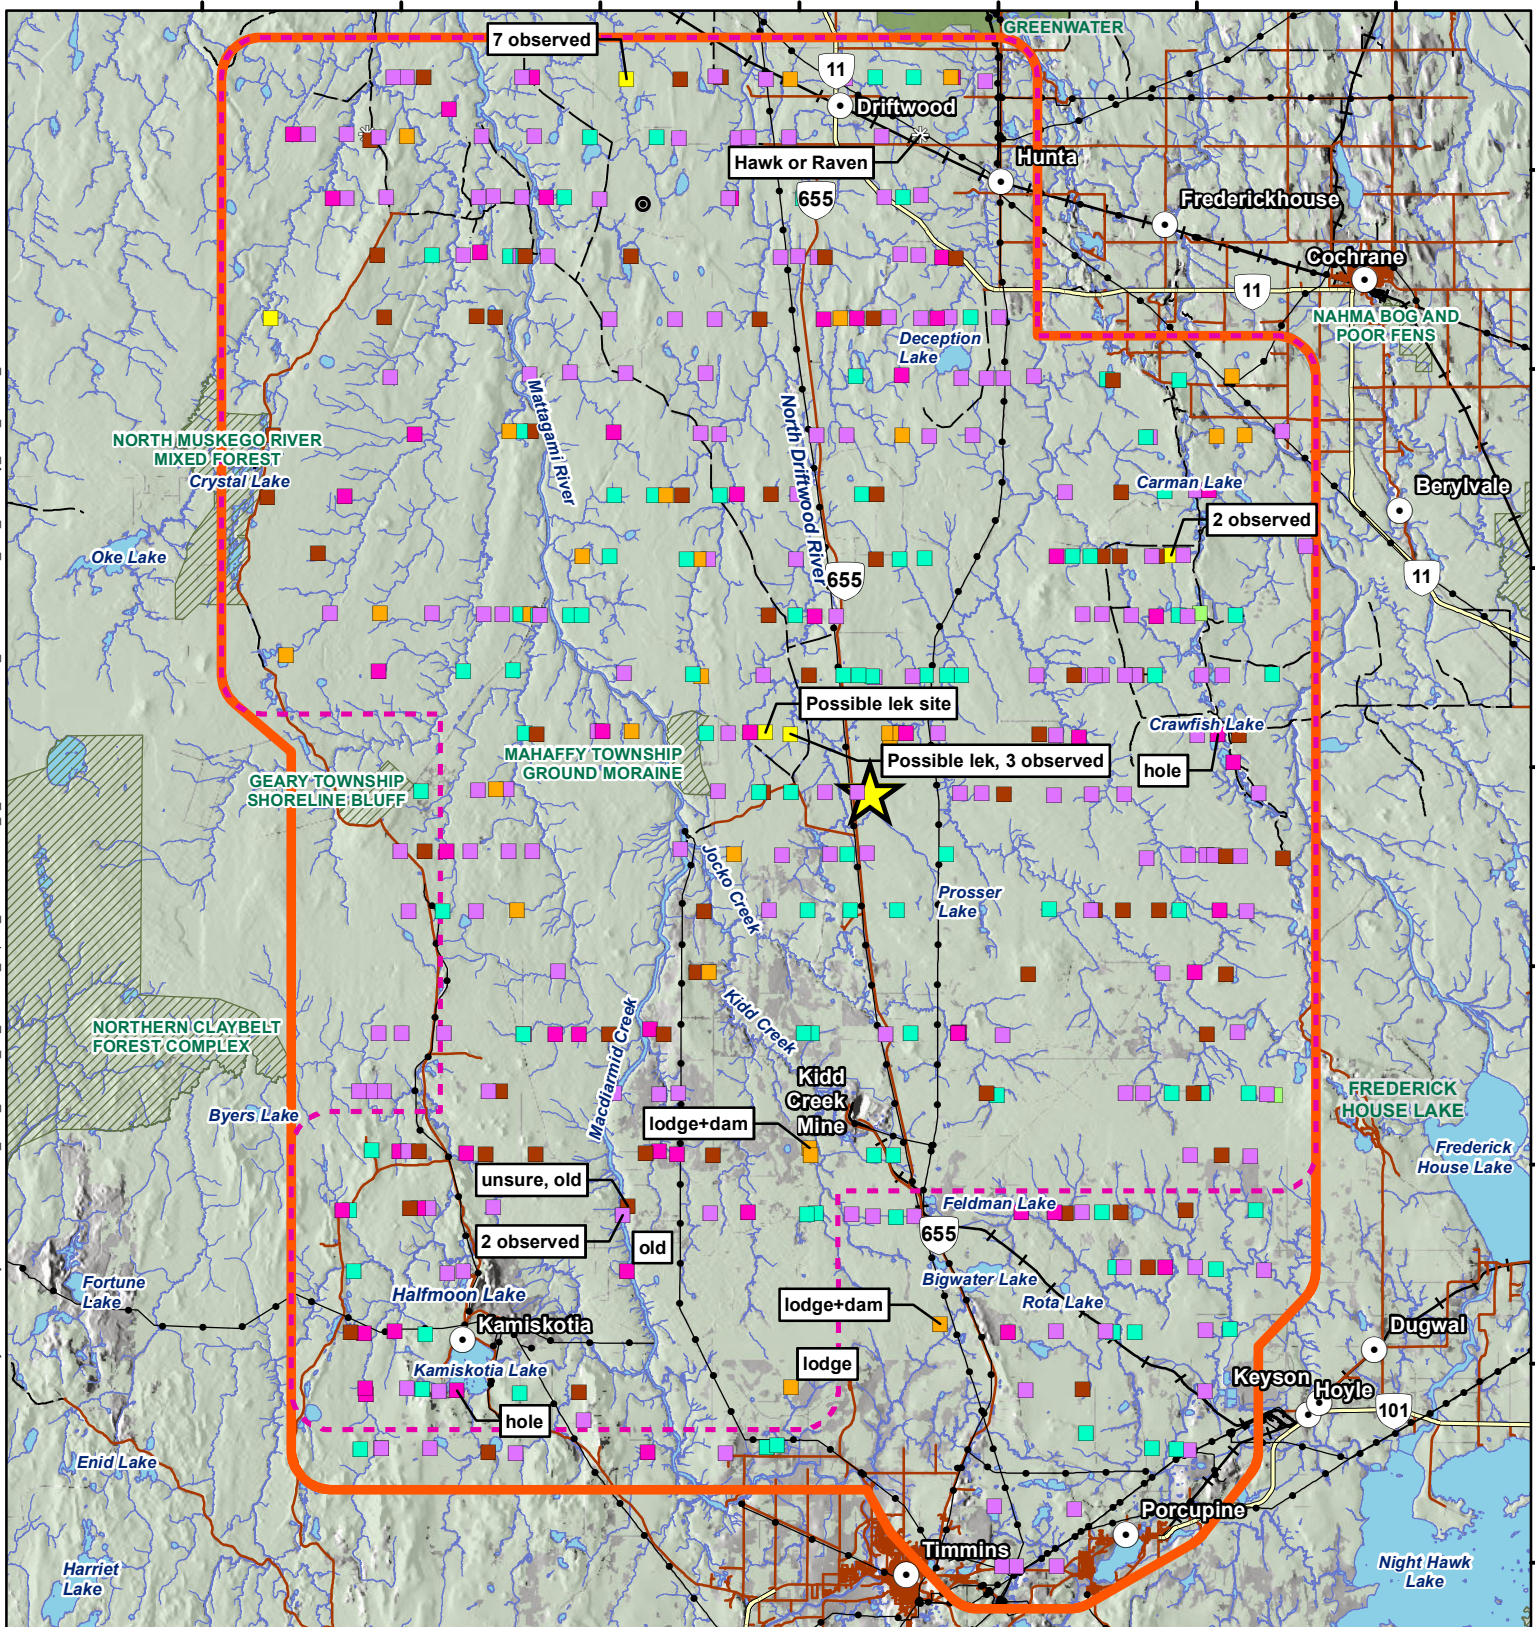 GREENWATER
7 observed
11
Driftwood
Hawk or Raven
Hunta
655
Frederickhouse
Cochrane
11
NAHMA BOG AND
POOR FENS
Deception
Lake
Mattagami River
North Driftwood River
NORTH MUSKEGO RIVER
MIXED FOREST
Crystal Lake
Carman Lake
Berylvale
2 observed
Oke Lake
655
11
Possible lek site
Crawfish Lake
MAHAFFY TOWNSHIP
GROUND MORAINE
Possible lek, 3 observed
hole
GEARY TOWNSHIP
SHORELINE BLUFF
Jocko Creek
Prosser
Lake
Kidd Creek
Macdiarmid Creek
NORTHERN CLAYBELT
FOREST COMPLEX
Kidd
Creek
Mine
FREDERICK
HOUSE LAKE
Byers Lake
lodge+dam
Frederick
House Lake
unsure, old
Feldman Lake
2 observed
old
655
Bigwater Lake
Fortune
Lake
Halfmoon Lake
Rota Lake
lodge+dam
Kamiskotia
Dugwal
lodge
Kamiskotia Lake
Keyson
Hoyle
101
hole
Enid Lake
Porcupine
Timmins
Harriet
Lake
Night Hawk
Lake